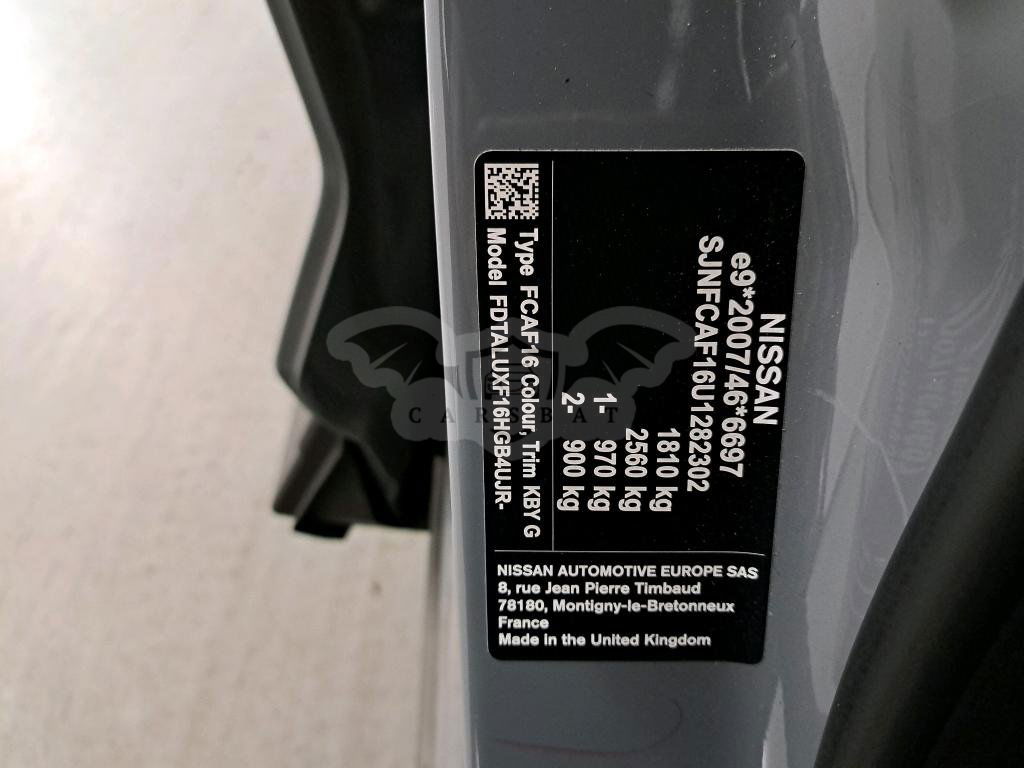 NISSAN
e9*2007/46*6697
SJNFCAF16U1282302
1810 kg
2560 kg
1- 970 kg
2- 900 kg
Type FCAF16 Colour, Trim KBY G
Model FDTALUXF16HGB4UJR-
NISSAN AUTOMOTIVE EUROPE SAS
8, rue Jean Pierre Timbaud
78180, Montigny-le-Bretonneux
France
Made in the United Kingdom
CARSBAT